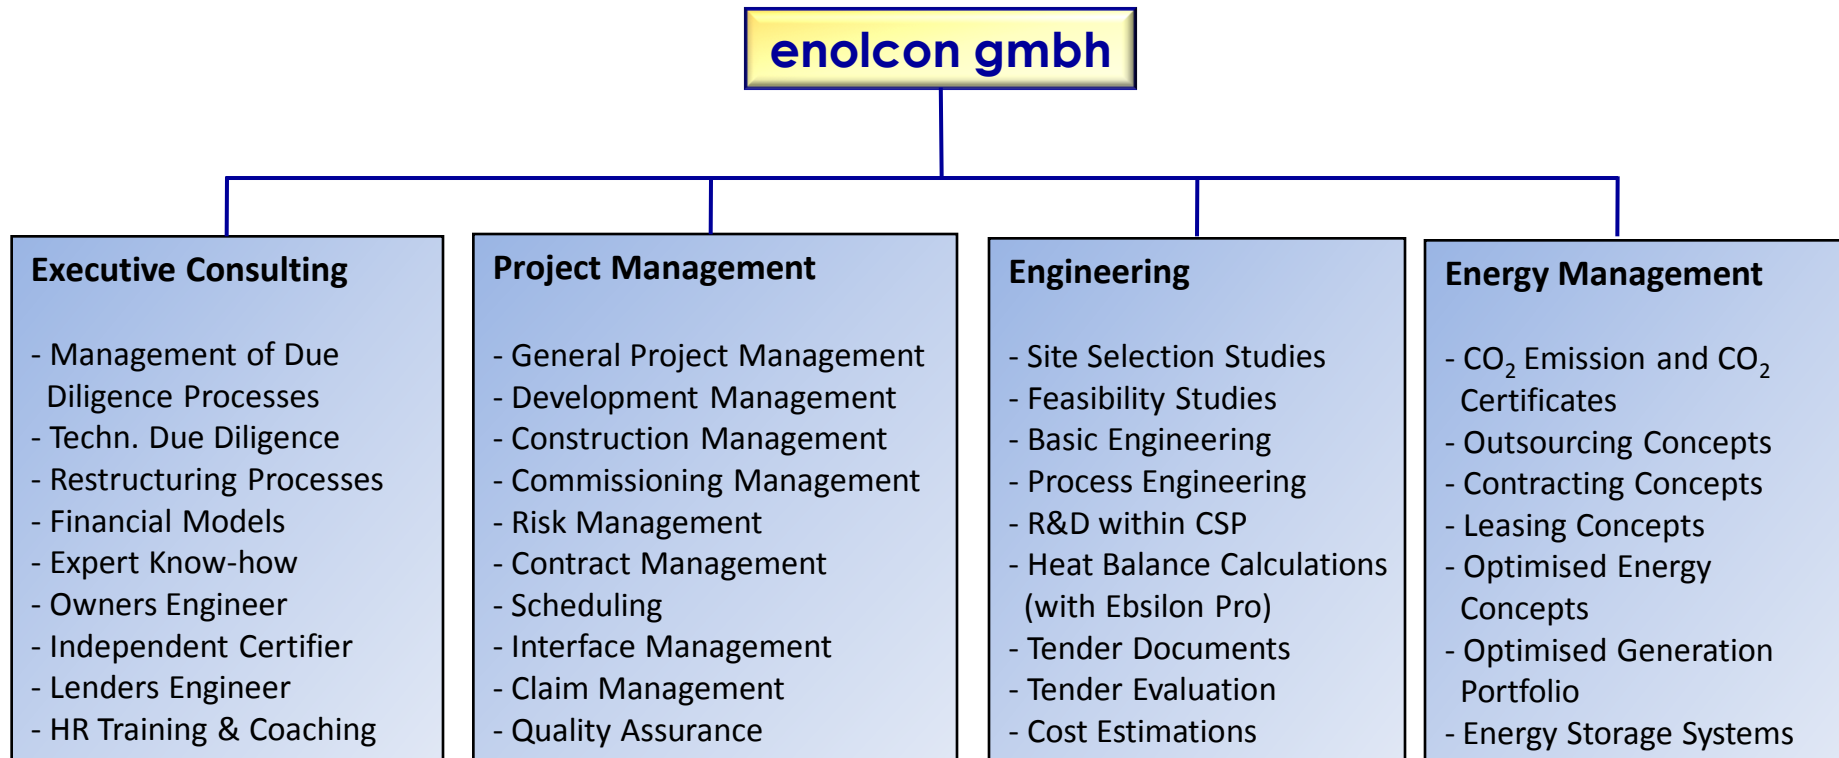 enolcon gmbh
Executive Consulting
- Management of Due
Diligence Processes
- Techn. Due Diligence
- Restructuring Processes
- Financial Models
- Expert Know-how
- Owners Engineer
- Independent Certifier
- Lenders Engineer
- HR Training & Coaching
Project Management
- General Project Management
- Development Management
- Construction Management
- Commissioning Management
- Risk Management
- Contract Management
- Scheduling
- Interface Management
- Claim Management
- Quality Assurance
Engineering
- Site Selection Studies
- Feasibility Studies
- Basic Engineering
- Process Engineering
- R&D within CSP
- Heat Balance Calculations
(with Ebsilon Pro)
- Tender Documents
- Tender Evaluation
- Cost Estimations
Energy Management
- CO₂ Emission and CO₂
Certificates
- Outsourcing Concepts
- Contracting Concepts
- Leasing Concepts
- Optimised Energy
Concepts
- Optimised Generation
Portfolio
- Energy Storage Systems